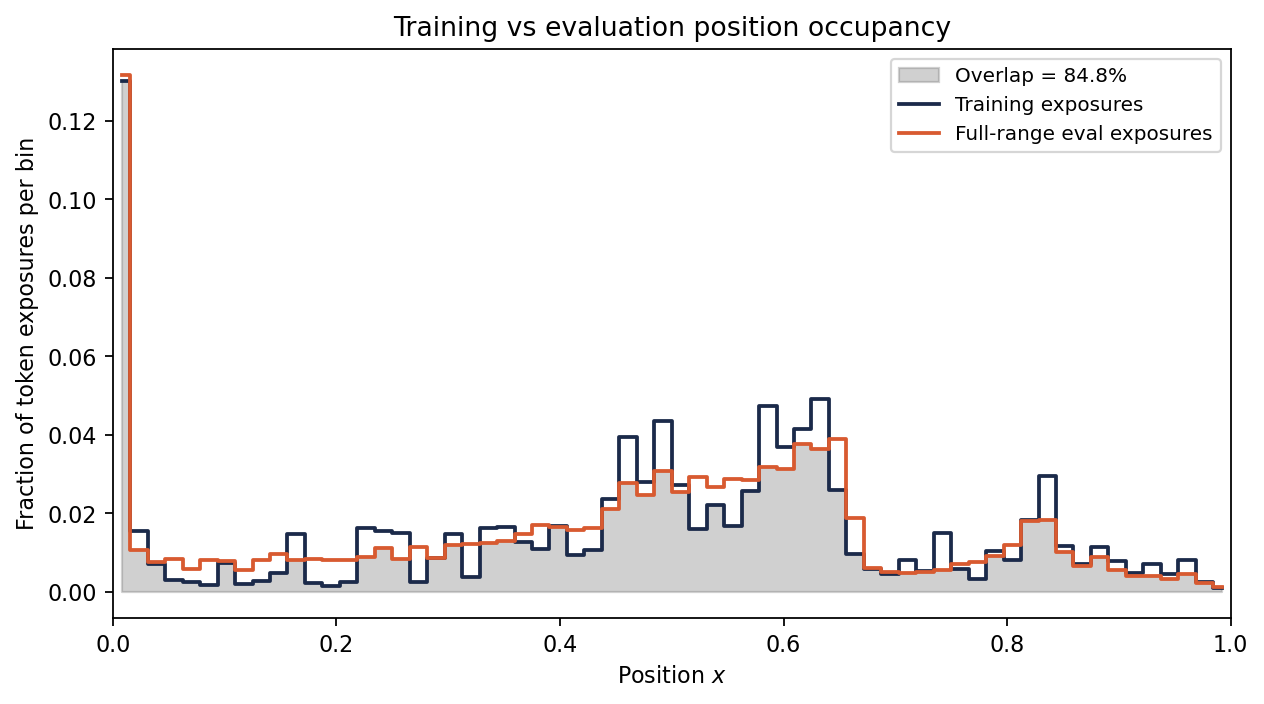 Training vs evaluation position occupancy
Overlap = 84.8%
Training exposures
Full-range eval exposures
Fraction of token exposures per bin
0.12
0.10
0.08
0.06
0.04
0.02
0.00
0.0 0.2 0.4 0.6 0.8 1.0
Position x